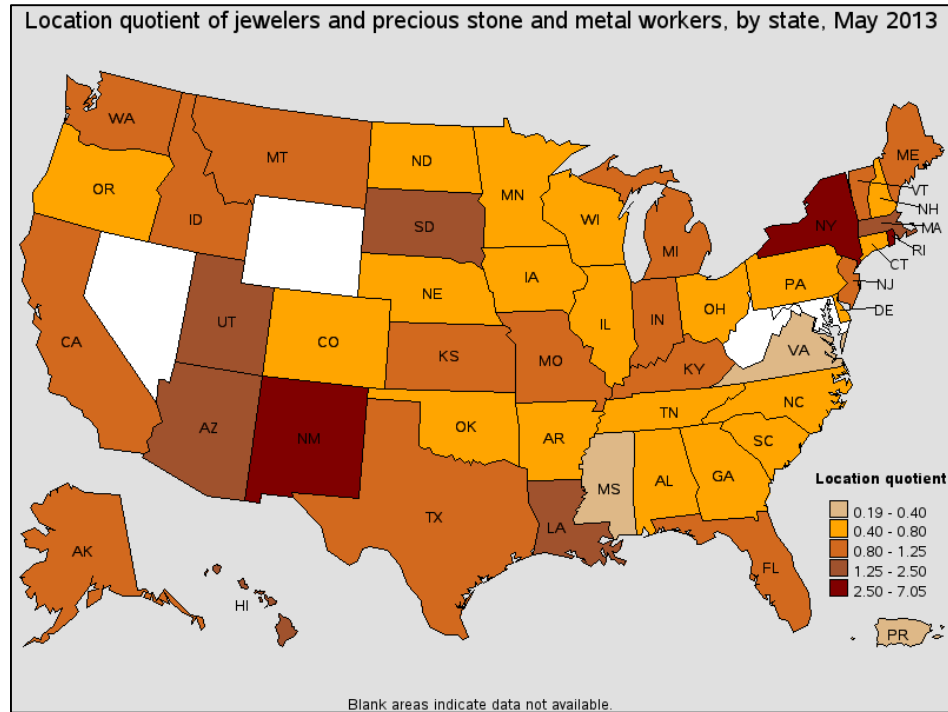 Location quotient of jewelers and precious stone and metal workers, by state, May 2013
WA
MT
ND
MN
ME
OR
ID
SD
WI
MI
NY
VT
NH
MA
RI
CT
NJ
DE
CA
UT
CO
NE
IA
IL
IN
OH
PA
KS
MO
KY
VA
AZ
NM
OK
AR
TN
NC
SC
TX
LA
MS
AL
GA
FL
AK
HI
PR
Location quotient
0.19 - 0.40
0.40 - 0.80
0.80 - 1.25
1.25 - 2.50
2.50 - 7.05
Blank areas indicate data not available.